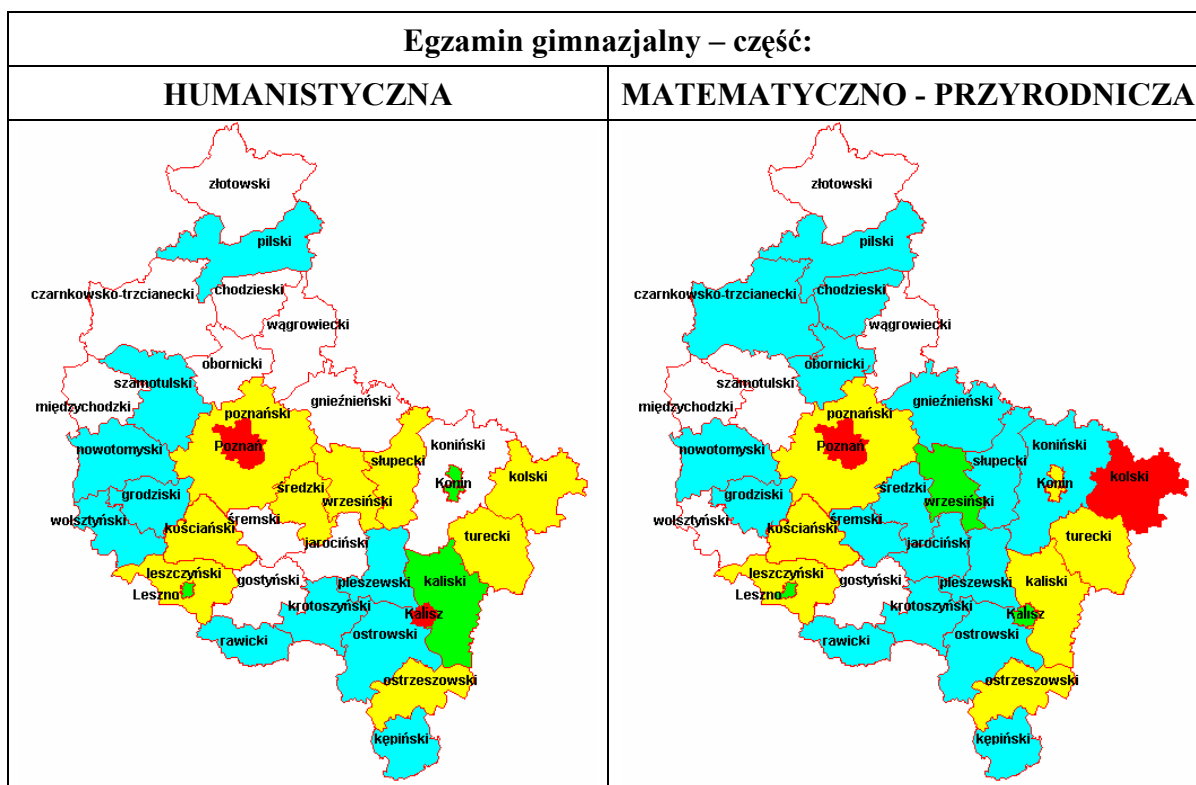 Egzamin gimnazjalny – część:
HUMANISTYCZNA
MATEMATYCZNO - PRZYRODNICZA
złotowski
pilski
czarnkowsko-trzcianecki
chodzieski
wągrowiecki
obornicki
szamotulski
międzychodzki
gnieźnieński
poznański
Poznań
koniński
nowotomyski
słupecki
kolski
Konin
grodziski
średzki
wrzesiński
wolsztyński
kościański
śremski
turecki
jarociński
leszczyński
gostyński
pleszewski
kaliski
Leszno
krotoszyński
Kalisz
rawicki
ostrowski
ostrzeszowski
kępiński
złotowski
pilski
czarnkowsko-trzcianecki
chodzieski
wągrowiecki
obornicki
szamotulski
międzychodzki
gnieźnieński
poznański
Poznań
koniński
nowotomyski
słupecki
kolski
Konin
grodziski
średzki
wrzesiński
wolsztyński
kościański
śremski
turecki
jarociński
leszczyński
gostyński
pleszewski
kaliski
Leszno
krotoszyński
Kalisz
rawicki
ostrowski
ostrzeszowski
kępiński